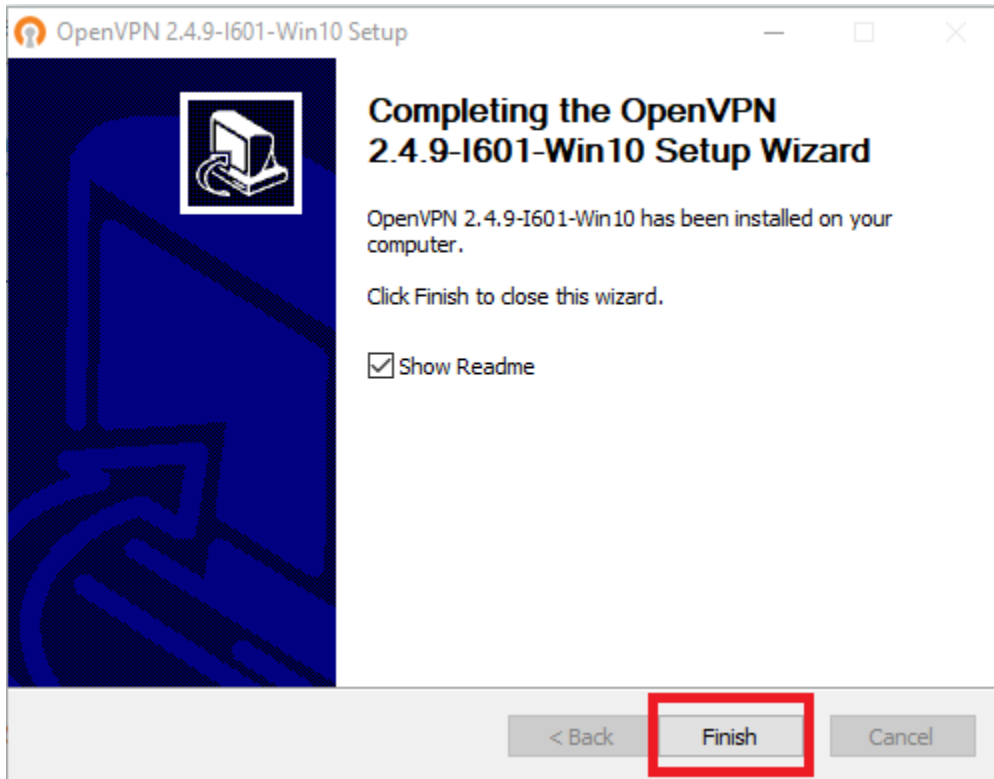 OpenVPN 2.4.9-I601-Win10 Setup
Completing the OpenVPN
2.4.9-I601-Win10 Setup Wizard
OpenVPN 2.4.9-I601-Win10 has been installed on your
computer.
Click Finish to close this wizard.
Show Readme
< Back
Finish
Cancel